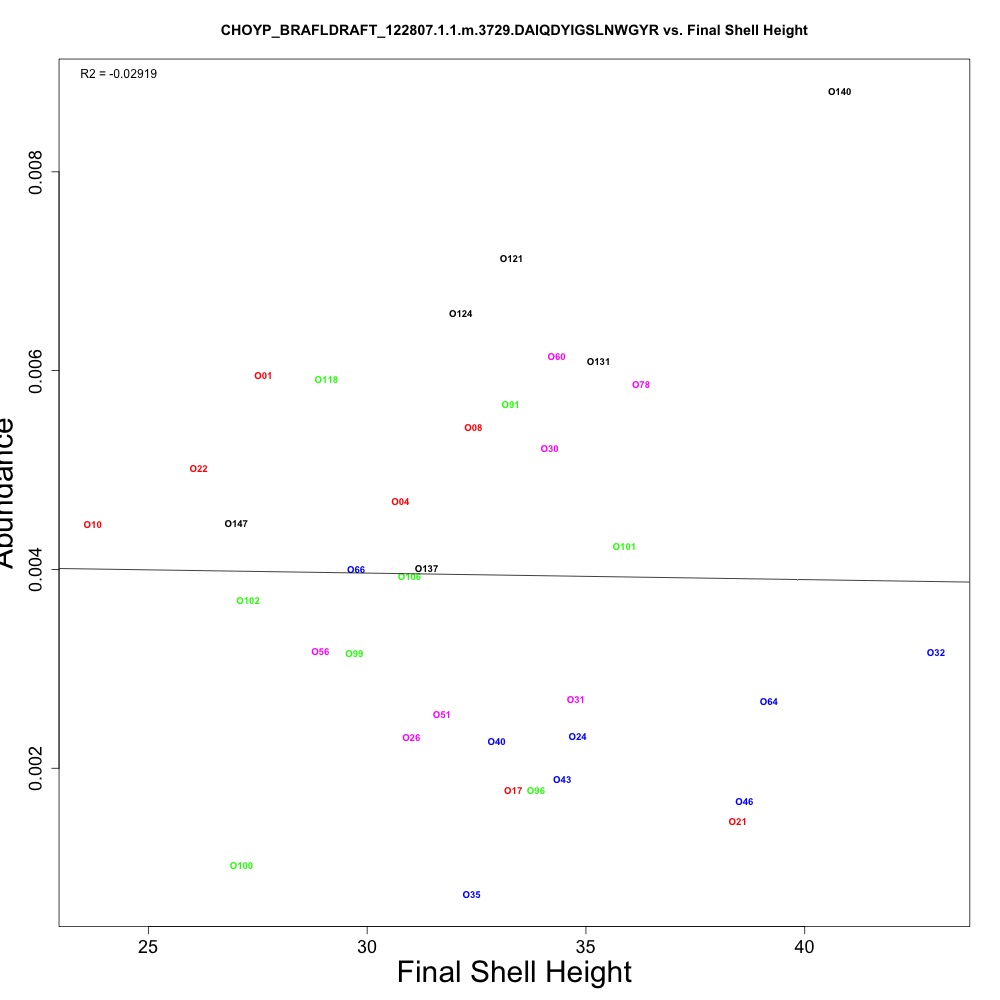 CHOYP_BRAFLDRAFT_122807.1.1.m.3729.DAIQDYIGSLNWGYR vs. Final Shell Height
R2 = -0.02919
O140
0.008
O121
O124
O60
O131
0.006
O01
O118
O78
O91
O08
O30
O22
O04
O10
O147
O101
Abundance
0.004
O66
O137
O106
O102
O56
O99
O32
O31
O64
O51
O26
O40
O24
0.002
O43
O17
O96
O46
O21
O100
O35
25
30
35
40
Final Shell Height